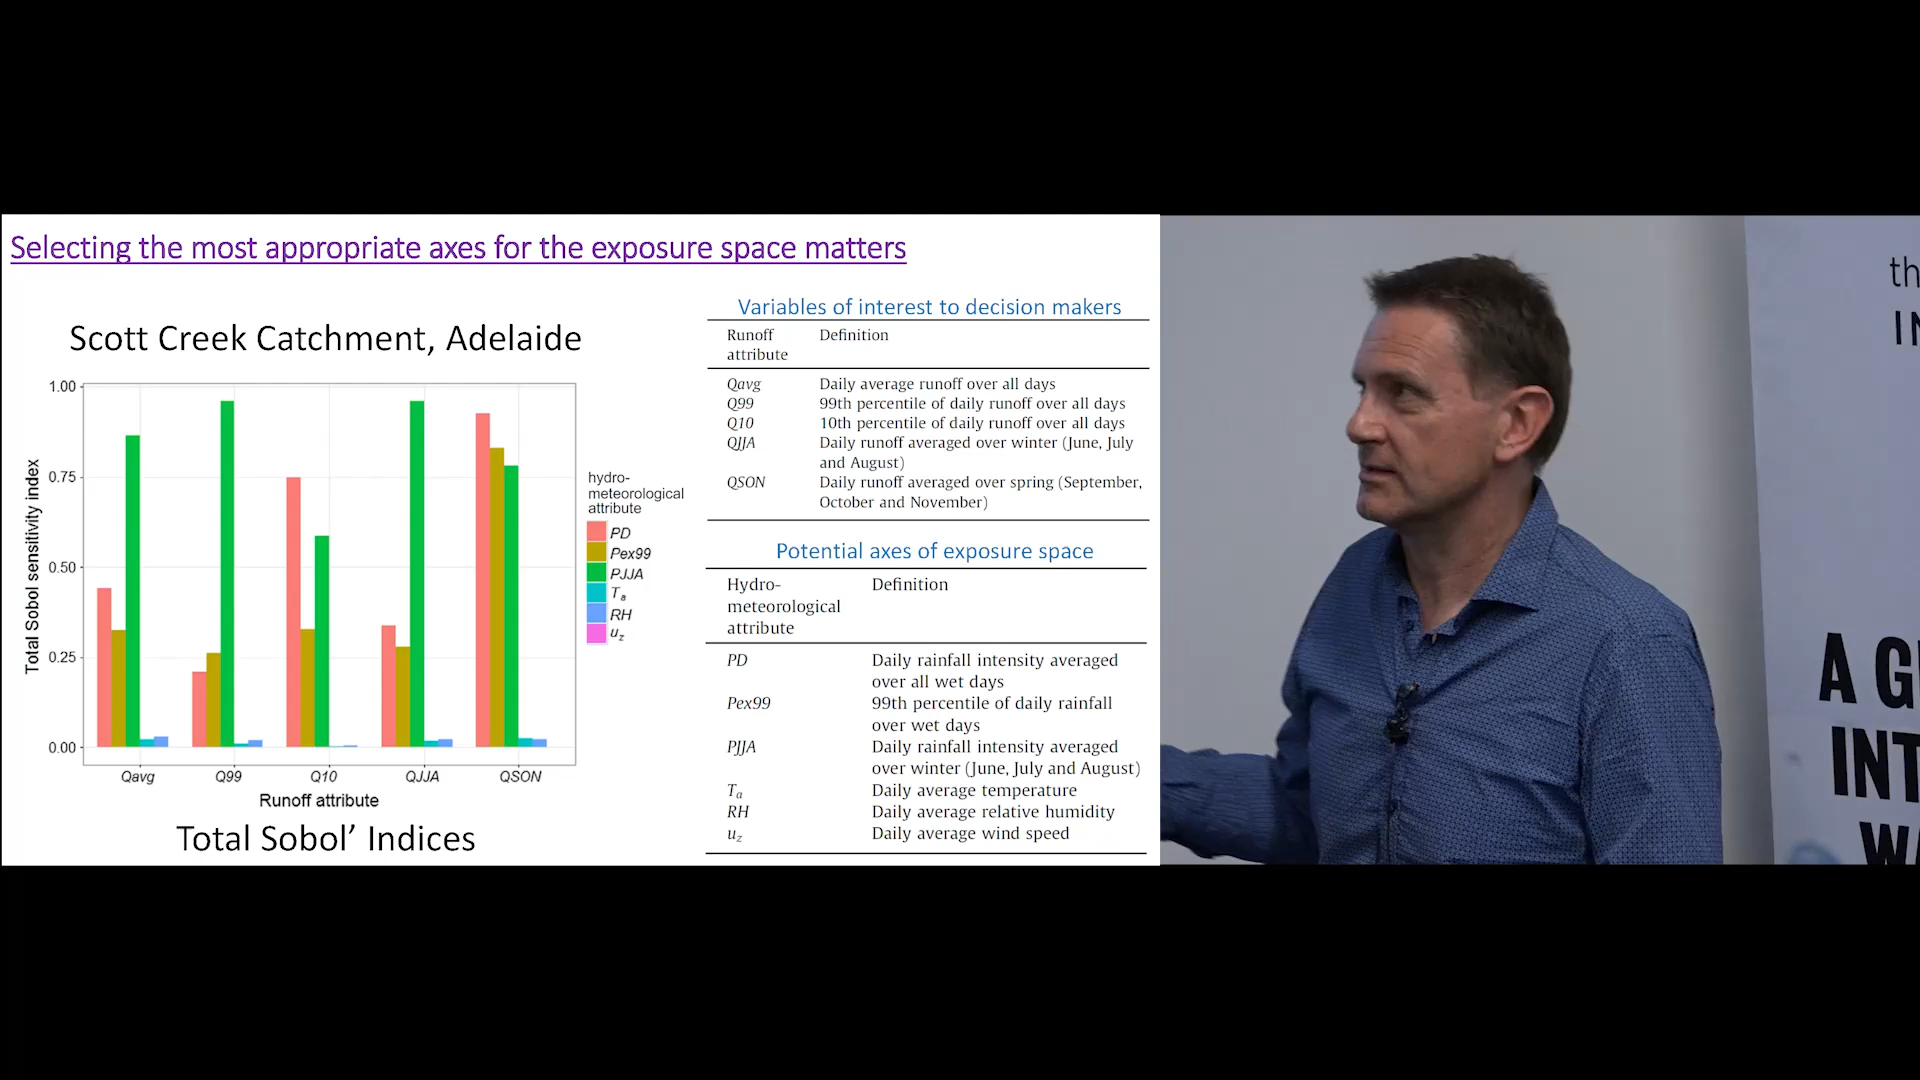 Selecting the most appropriate axes for the exposure space matters
Scott Creek Catchment, Adelaide
1.00
0.75
0.50
0.25
0.00
Total Sobol sensitivity index
Qavg
Q99
Q10
QJJA
QSON
Runoff attribute
hydro-
meteorological
attribute
PD
Pex99
PJJA
Ta
RH
uz
Total Sobol’ Indices
Variables of interest to decision makers
Runoff
attribute
Definition
Qavg Daily average runoff over all days
Q99 99th percentile of daily runoff over all days
Q10 10th percentile of daily runoff over all days
QJJA Daily runoff averaged over winter (June, July
and August)
QSON Daily runoff averaged over spring (September,
October and November)
Potential axes of exposure space
Hydro-
meteorological
attribute
Definition
PD Daily rainfall intensity averaged
over all wet days
Pex99 99th percentile of daily rainfall
over wet days
PJJA Daily rainfall intensity averaged
over winter (June, July and August)
Ta Daily average temperature
RH Daily average relative humidity
uz Daily average wind speed
th
IN
A G
INT
W